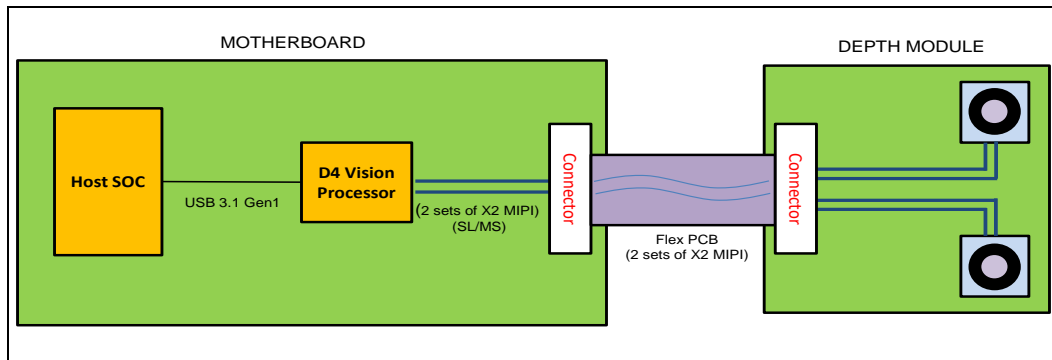 MOTHERBOARD
DEPTH MODULE
Host SOC
USB 3.1 Gen1
D4 Vision
Processor
(2 sets of X2 MIPI)
(SL/MS)
Connector
Flex PCB
(2 sets of X2 MIPI)
Connector